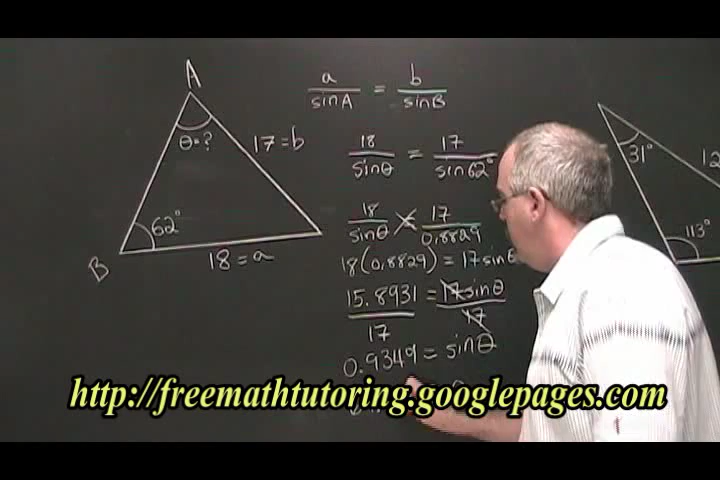 A
θ = ?
17 = b
62°
B
18 = a
a/sinA = b/sinB
18/sinθ = 17/sin62°
18/sinθ = 17/0.8829
18(0.8829) = 17sinθ
15.8931/17 = 17sinθ/17
0.9349 = sinθ
31°
12
113°
http://freemathtutoring.googlepages.com